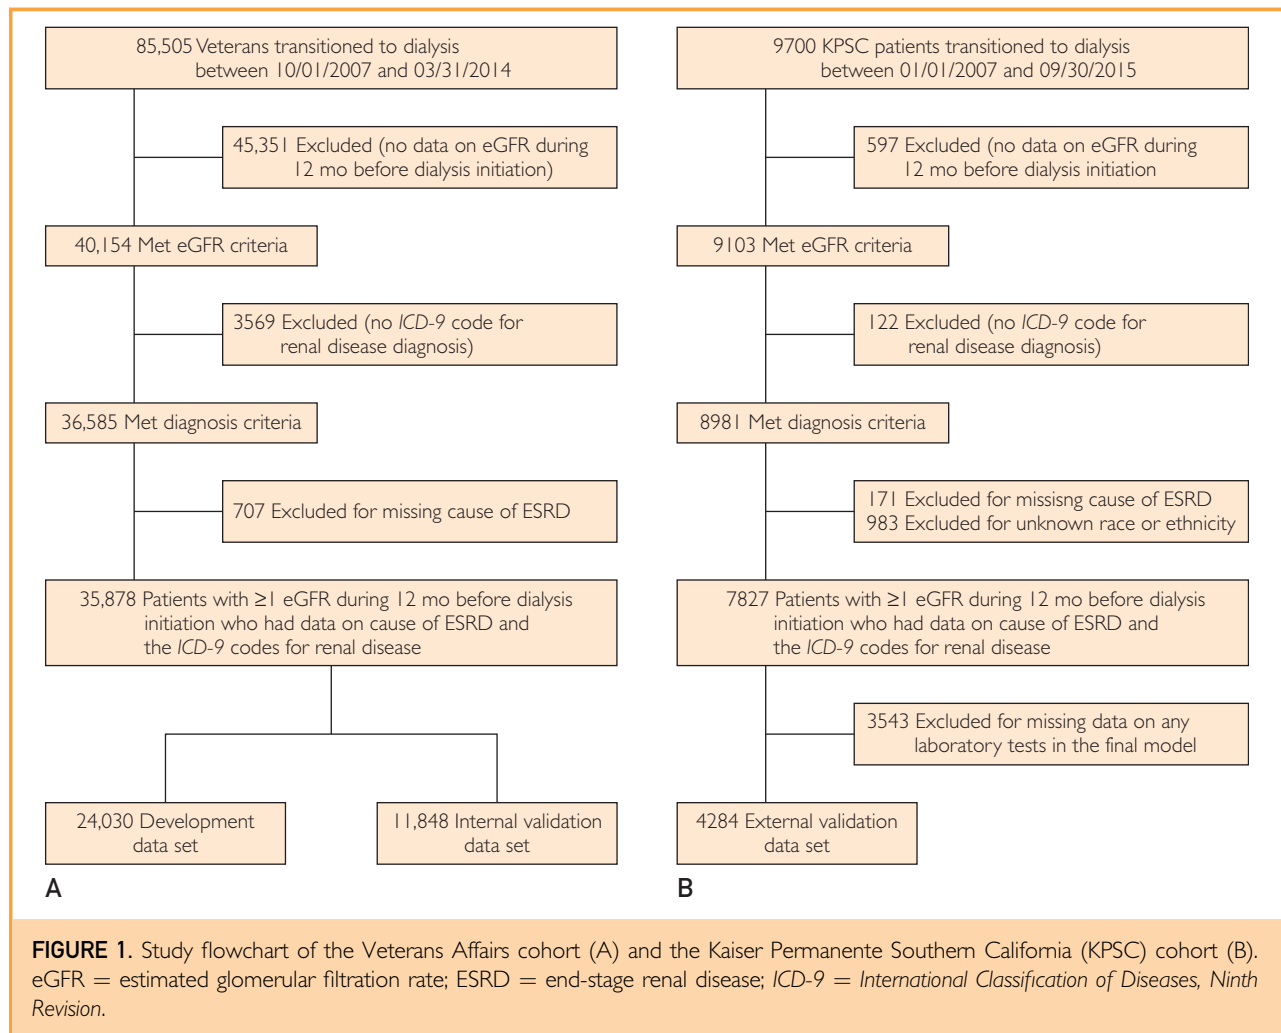 85,505 Veterans transitioned to dialysis
between 10/01/2007 and 03/31/2014
45,351 Excluded (no data on eGFR during
12 mo before dialysis initiation)
40,154 Met eGFR criteria
3569 Excluded (no ICD-9 code for
renal disease diagnosis)
36,585 Met diagnosis criteria
707 Excluded for missing cause of ESRD
35,878 Patients with ≥1 eGFR during 12 mo before dialysis
initiation who had data on cause of ESRD and
the ICD-9 codes for renal disease
24,030 Development
data set
11,848 Internal validation
data set
A
9700 KPSC patients transitioned to dialysis
between 01/01/2007 and 09/30/2015
597 Excluded (no data on eGFR during
12 mo before dialysis initiation
9103 Met eGFR criteria
122 Excluded (no ICD-9 code for
renal disease diagnosis)
8981 Met diagnosis criteria
171 Excluded for missisng cause of ESRD
983 Excluded for unknown race or ethnicity
7827 Patients with ≥1 eGFR during 12 mo before dialysis
initiation who had data on cause of ESRD and
the ICD-9 codes for renal disease
3543 Excluded for missing data on any
laboratory tests in the final model
4284 External validation
data set
B
FIGURE 1. Study flowchart of the Veterans Affairs cohort (A) and the Kaiser Permanente Southern California (KPSC) cohort (B).
eGFR = estimated glomerular filtration rate; ESRD = end-stage renal disease; ICD-9 = International Classification of Diseases, Ninth
Revision.